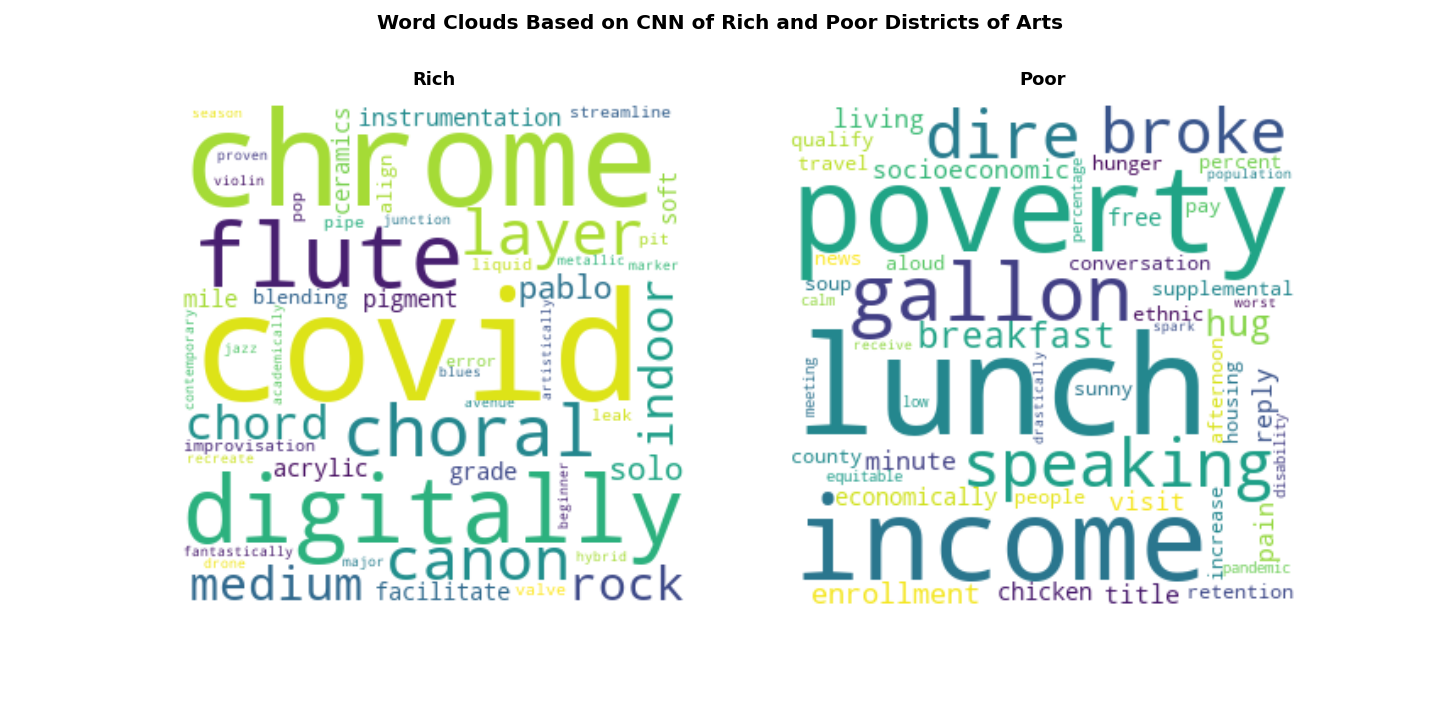 Word Clouds Based on CNN of Rich and Poor Districts of Arts
Rich
season
chrome
ceramics
instrumentation
streamline
proven
violin
align
pop
soft
pipe
junction
flute
layer
pit
liquid
metallic
marker
mile
blending
pigment
pablo
indoor
covid
contemporary
jazz
academically
error
blues
artistically
avenue
leak
chord
choral
improvisation
recreate
acrylic
grade
solo
digitally
beginner
fantastically
drone
major
canon
hybrid
medium
facilitate
valve
rock
Poor
living
dire
broke
qualify
travel
socioeconomic
percentage
hunger
percent
population
poverty
free
pay
news
aloud
conversation
soup
calm
gallon
supplemental
worst
ethnic
spark
hug
breakfast
receive
lunch
meeting
low
drastically
sunny
afternoon
housing
reply
disability
county
minute
speaking
equitable
economically
people
visit
income
increase
pain
pandemic
enrollment
chicken
title
retention